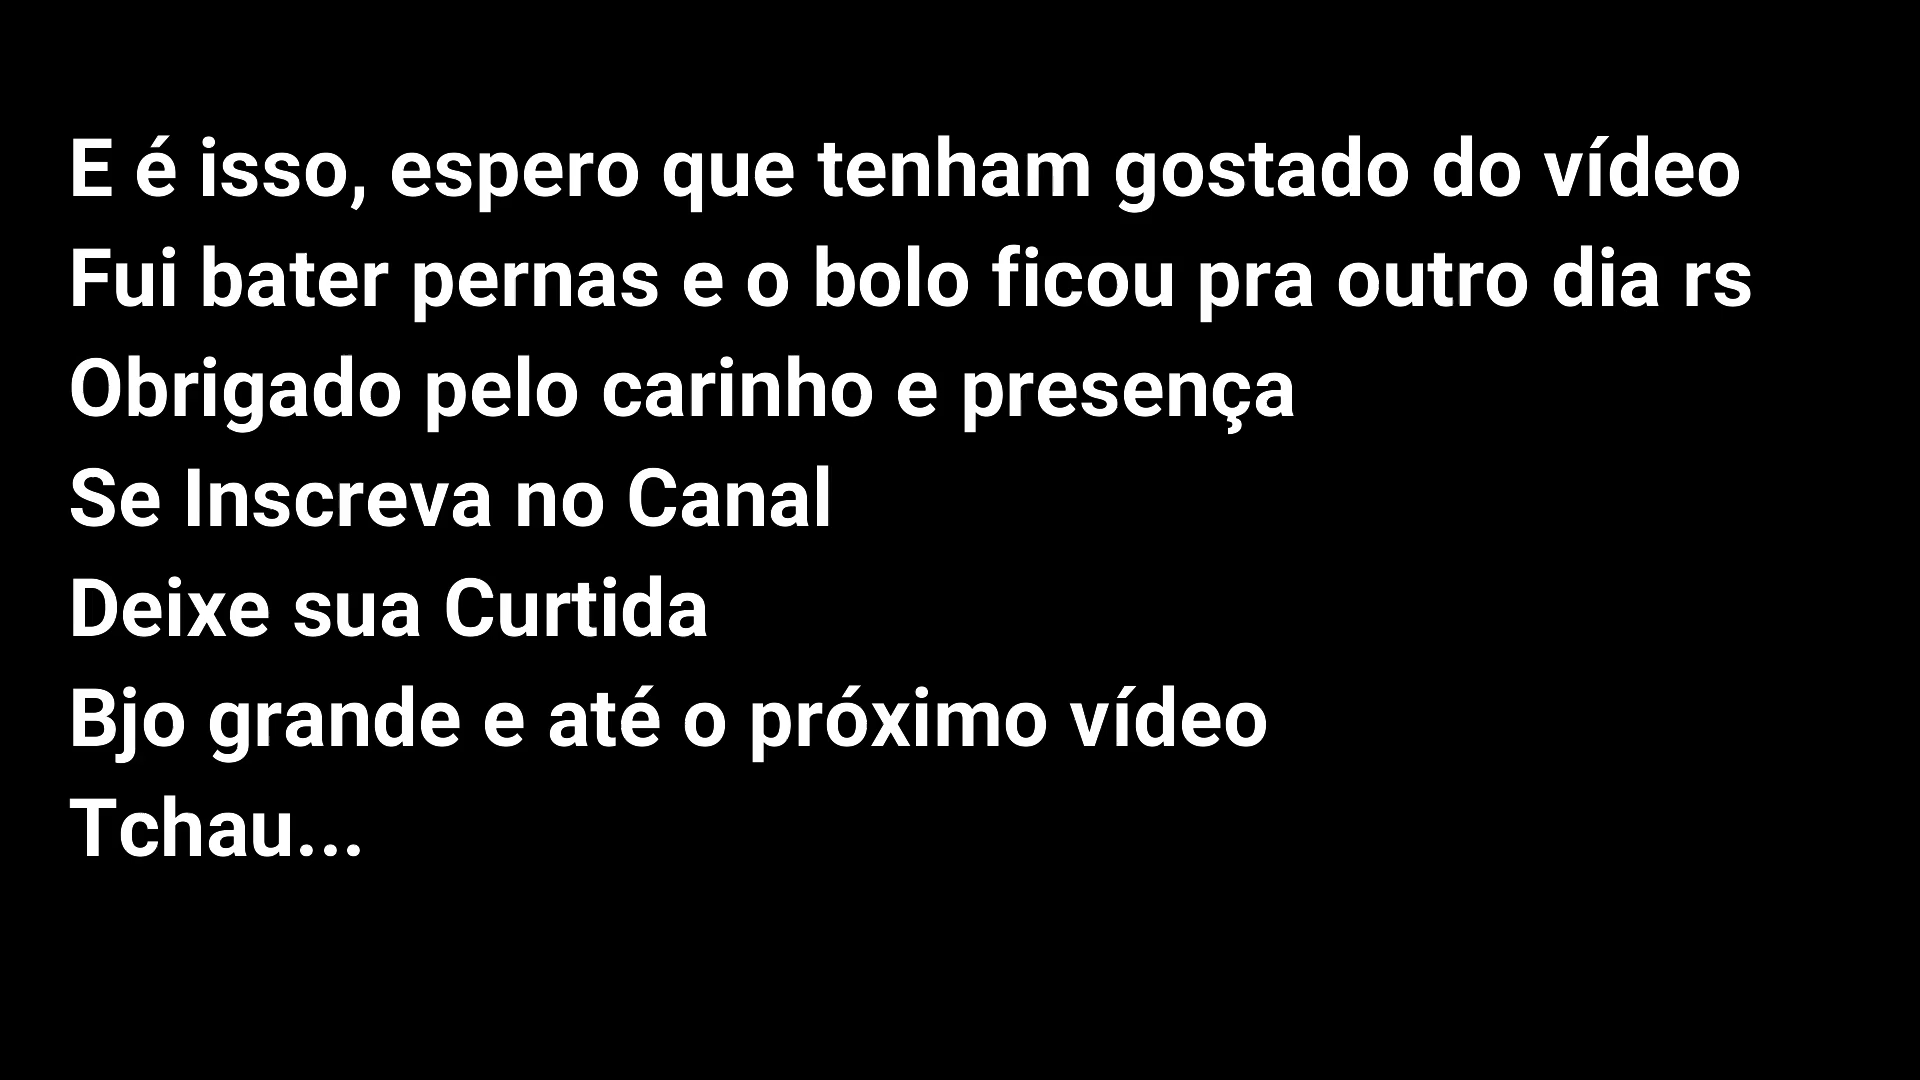 E é isso, espero que tenham gostado do vídeo
Fui bater pernas e o bolo ficou pra outro dia rs
Obrigado pelo carinho e presença
Se Inscreva no Canal
Deixe sua Curtida
Bjo grande e até o próximo vídeo
Tchau...